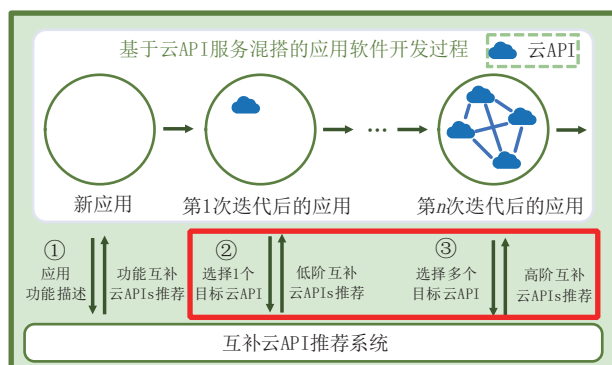 基于云API服务混搭的应用软件开发过程
云API
...
新应用
第1次迭代后的应用
第n次迭代后的应用
①
应用
功能描述
功能互补
云APIs推荐
②
选择1个
目标云API
低阶互补
云APIs推荐
③
选择多个
目标云API
高阶互补
云APIs推荐
互补云API推荐系统